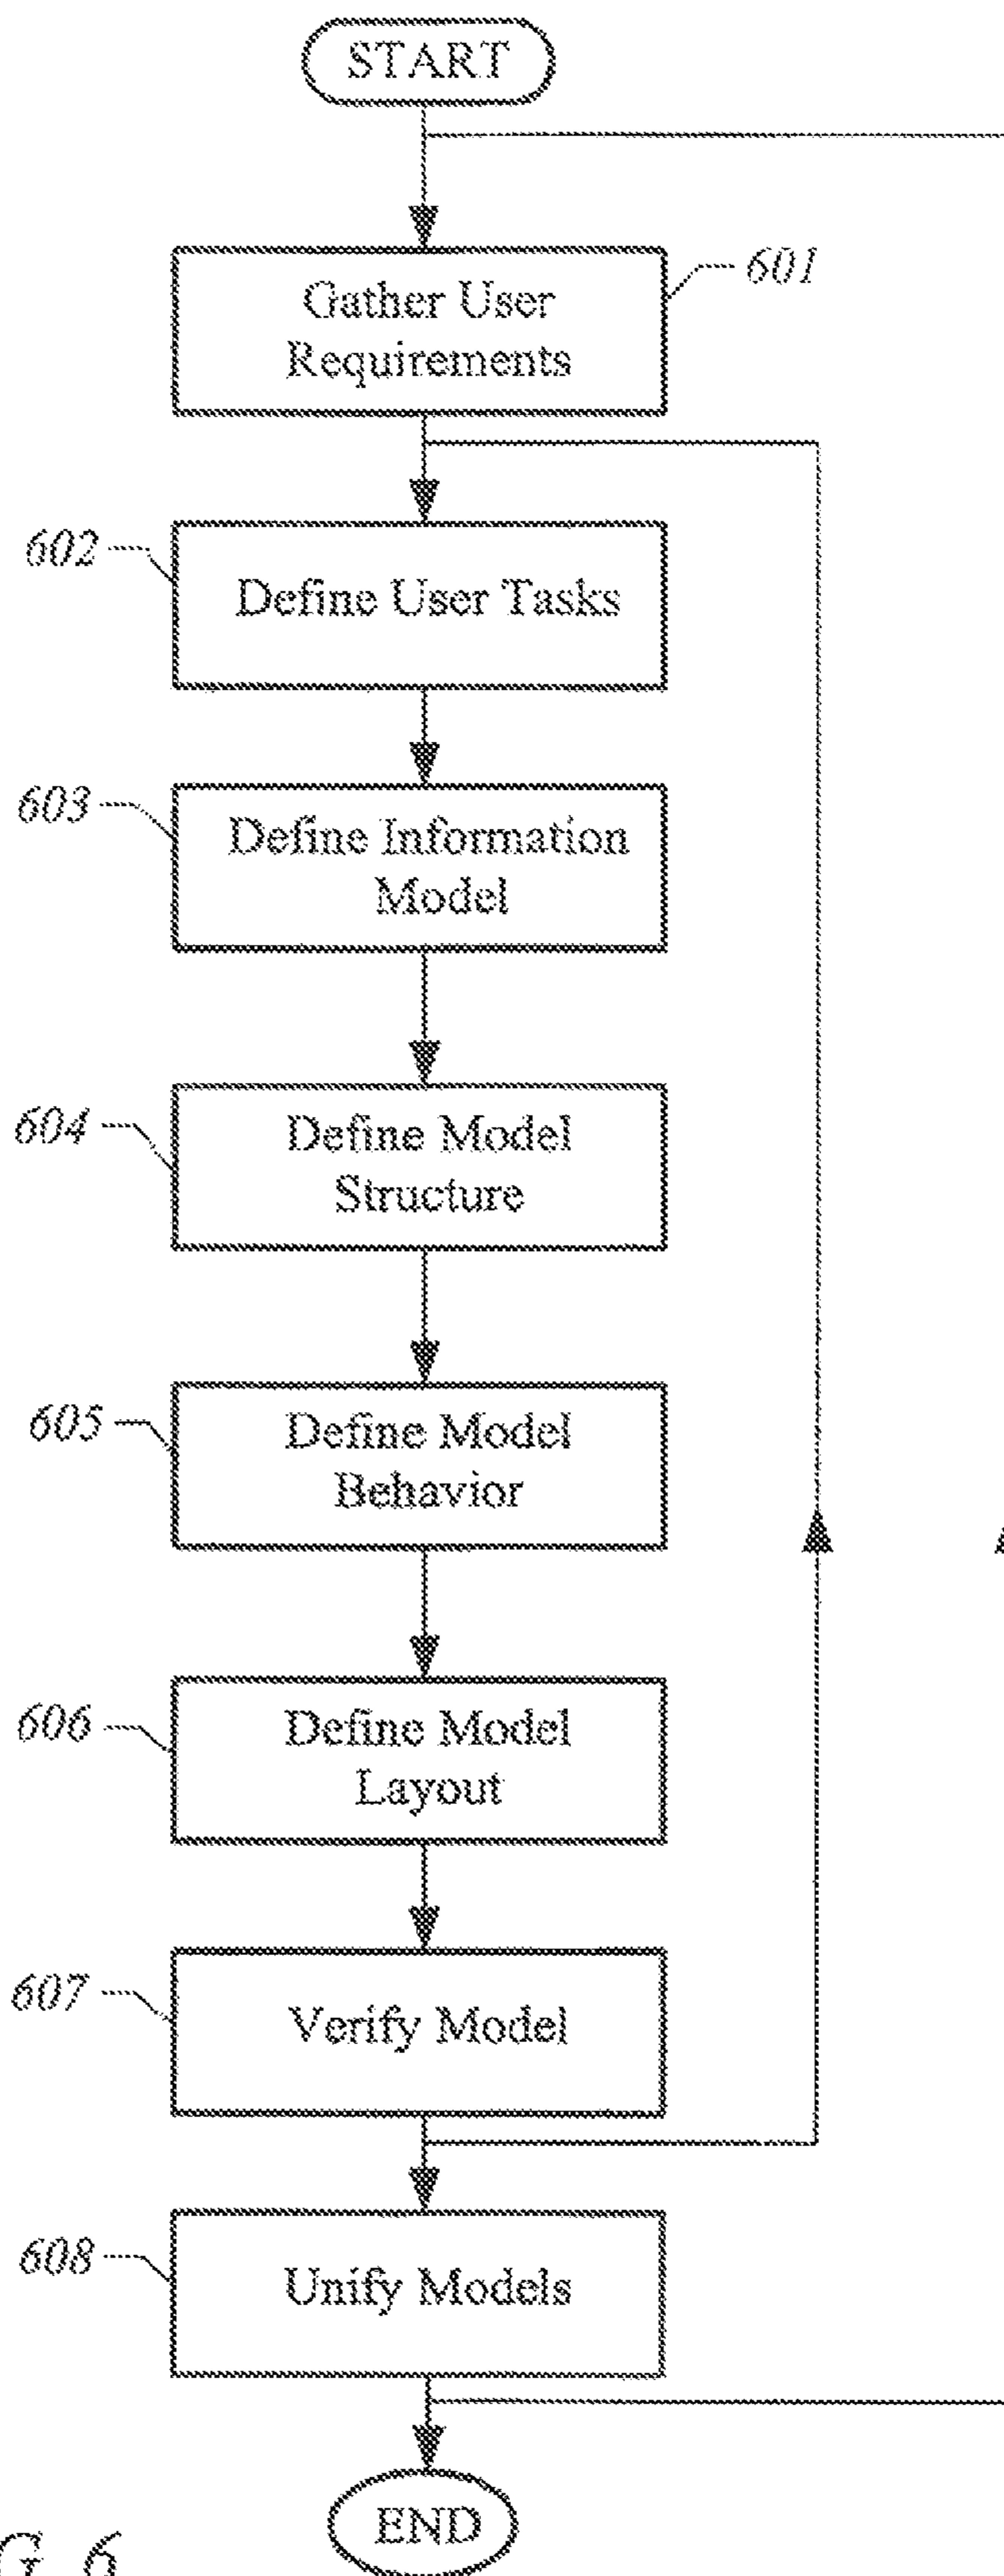 START
601
Gather User
Requirements
602
Define User Tasks
603
Define Information
Model
604
Define Model
Structure
605
Define Model
Behavior
606
Define Model
Layout
607
Verify Model
608
Unify Models
END
G. 6